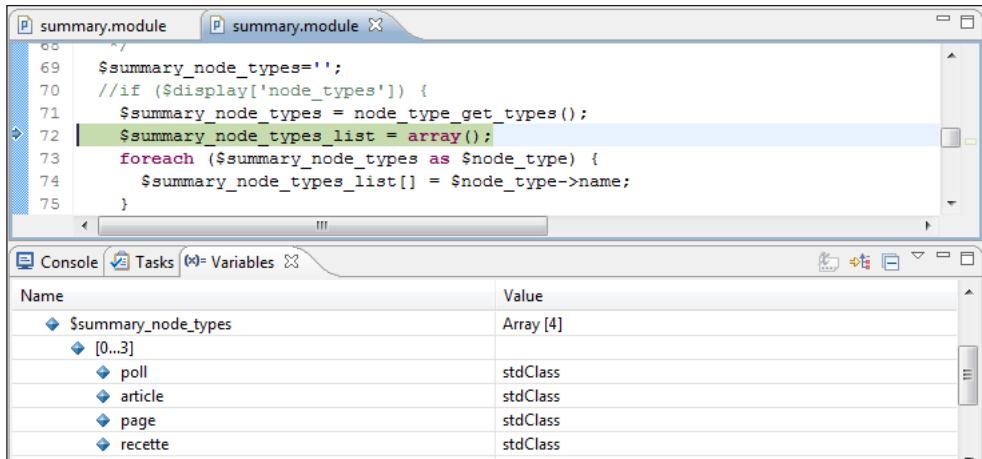 summary.module summary.module
68 */
69 $summary_node_types='';
70 //if ($display['node_types']) {
71 $summary_node_types = node_type_get_types();
72 $summary_node_types_list = array();
73 foreach ($summary_node_types as $node_type) {
74 $summary_node_types_list[] = $node_type->name;
75 }
Console Tasks (x)= Variables
Name Value
$summary_node_types Array [4]
[0...3]
poll stdClass
article stdClass
page stdClass
recette stdClass